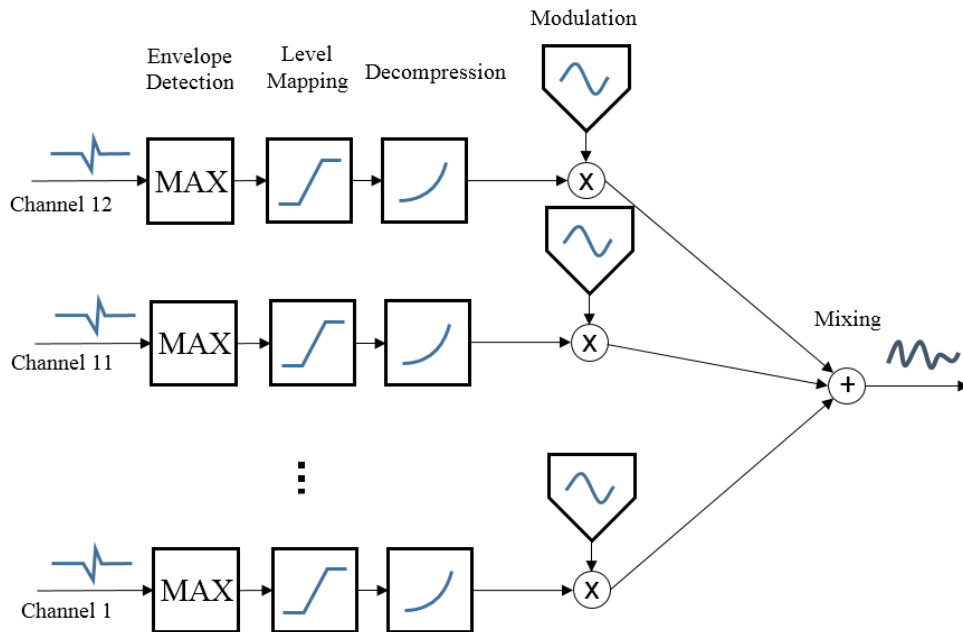 Modulation
Envelope
Detection
Level
Mapping
Decompression
MAX
X
Channel 12
MAX
X
Channel 11
Mixing
+
MAX
X
Channel 1